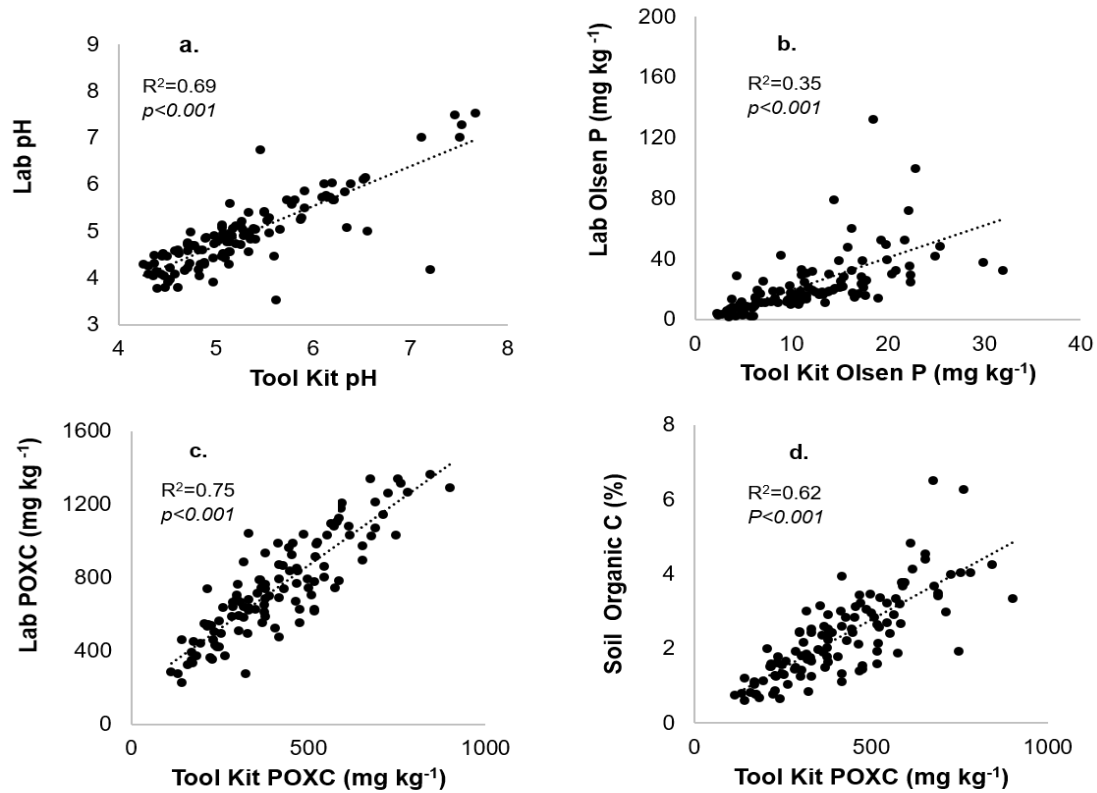 a.
R²=0.69
p<0.001
Lab pH
9
8
7
6
5
4
3
4 5 6 7 8
Tool Kit pH
b.
R²=0.35
p<0.001
Lab Olsen P (mg kg⁻¹)
200
160
120
80
40
0
0 10 20 30 40
Tool Kit Olsen P (mg kg⁻¹)
c.
R²=0.75
p<0.001
Lab POXC (mg kg⁻¹)
1600
1200
800
400
0
0 500 1000
Tool Kit POXC (mg kg⁻¹)
d.
R²=0.62
P<0.001
Soil Organic C (%)
8
6
4
2
0
0 500 1000
Tool Kit POXC (mg kg⁻¹)